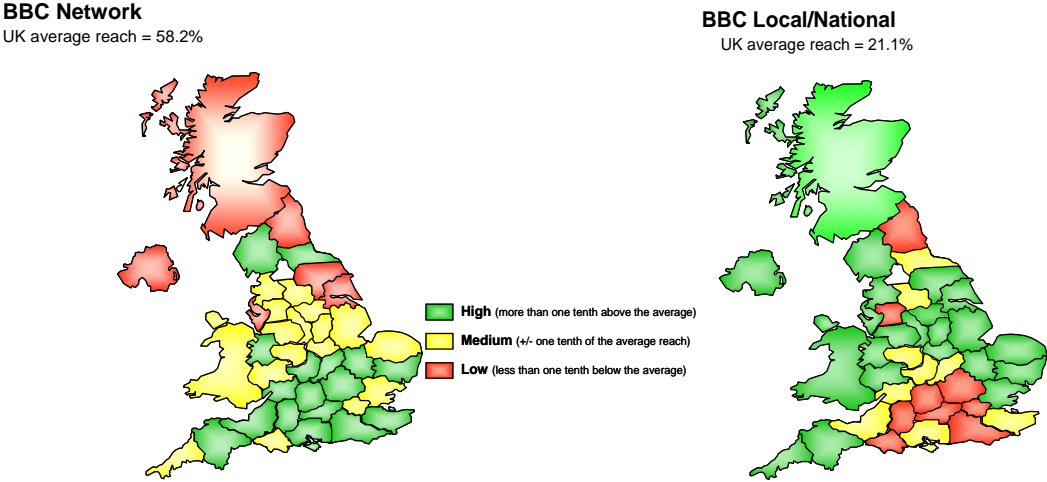 BBC Network
UK average reach = 58.2%
BBC Local/National
UK average reach = 21.1%
High (more than one tenth above the average)
Medium (+/- one tenth of the average reach)
Low (less than one tenth below the average)